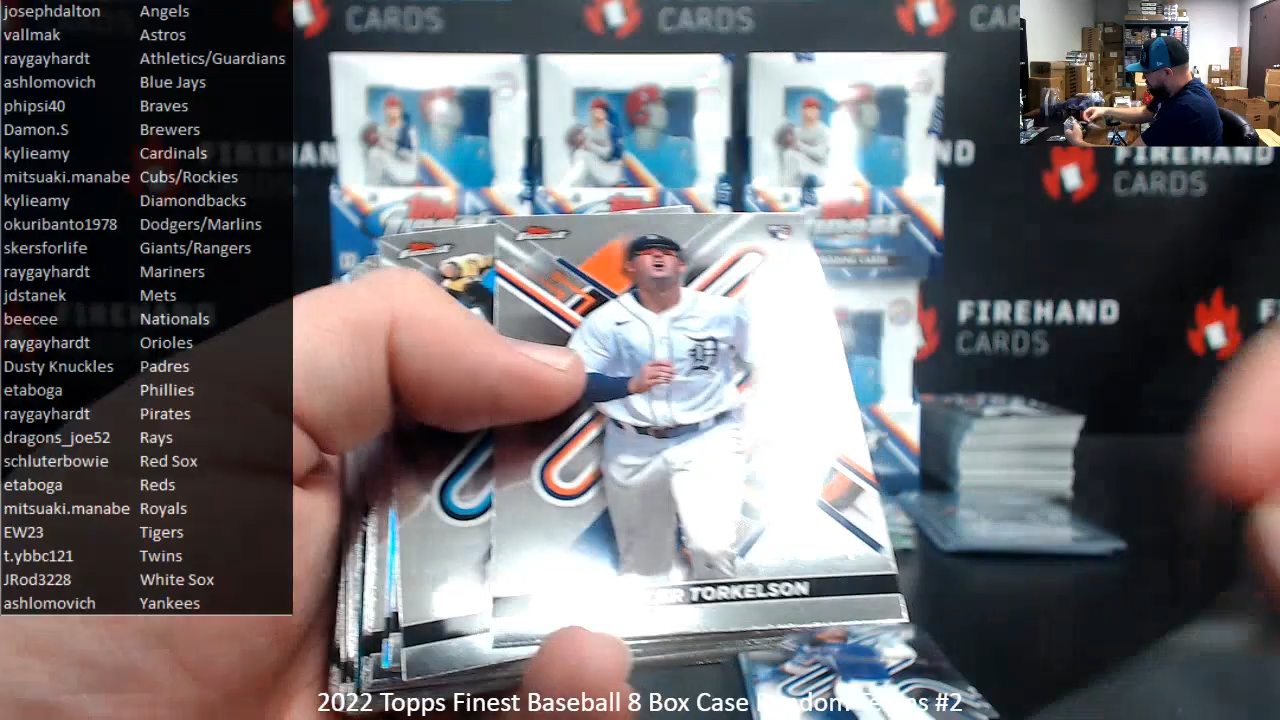 josephdalton Angels
vallmak Astros
raygayhardt Athletics/Guardians
ashlomovich Blue Jays
phipsi40 Braves
Damon.S Brewers
kylieamy Cardinals
mitsuaki.manabe Cubs/Rockies
kylieamy Diamondbacks
okuribanto1978 Dodgers/Marlins
skersforlife Giants/Rangers
raygayhardt Mariners
jdstanek Mets
beecee Nationals
raygayhardt Orioles
Dusty Knuckles Padres
etaboga Phillies
raygayhardt Pirates
dragons_joe52 Rays
schluterbowie Red Sox
etaboga Reds
mitsuaki.manabe Royals
EW23 Tigers
t.ybbc121 Twins
JRod3228 White Sox
ashlomovich Yankees
CARDS
CARDS
FIREHAND
CARDS
FIREHAND
CARDS
Finest
Finest
D
TORKELSON
2022 Topps Finest Baseball 8 Box Case #2